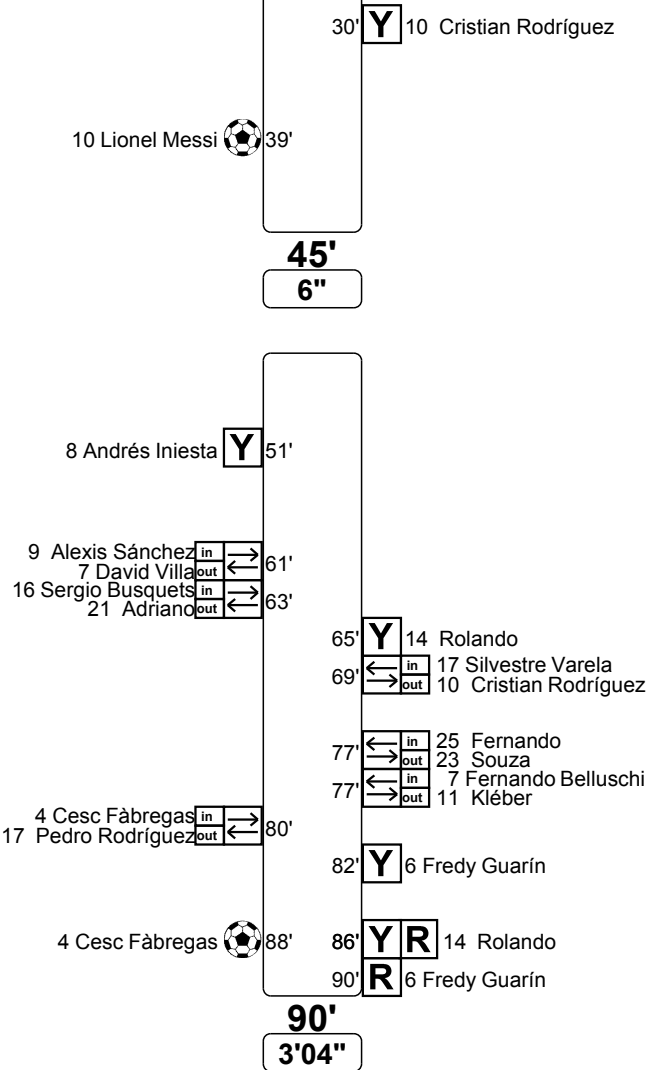 30' Y 10 Cristian Rodríguez
10 Lionel Messi 39'
45'
6"
8 Andrés Iniesta Y 51'
9 Alexis Sánchez in
7 David Villa out 61'
16 Sergio Busquets in
21 Adriano out 63'
65' Y 14 Rolando
69' in 17 Silvestre Varela
out 10 Cristian Rodríguez
77' in 25 Fernando
out 23 Souza
77' in 7 Fernando Belluschi
out 11 Kléber
4 Cesc Fàbregas in
17 Pedro Rodríguez out 80'
82' Y 6 Fredy Guarín
4 Cesc Fàbregas 88'
86' Y R 14 Rolando
90' R 6 Fredy Guarín
90'
3'04"